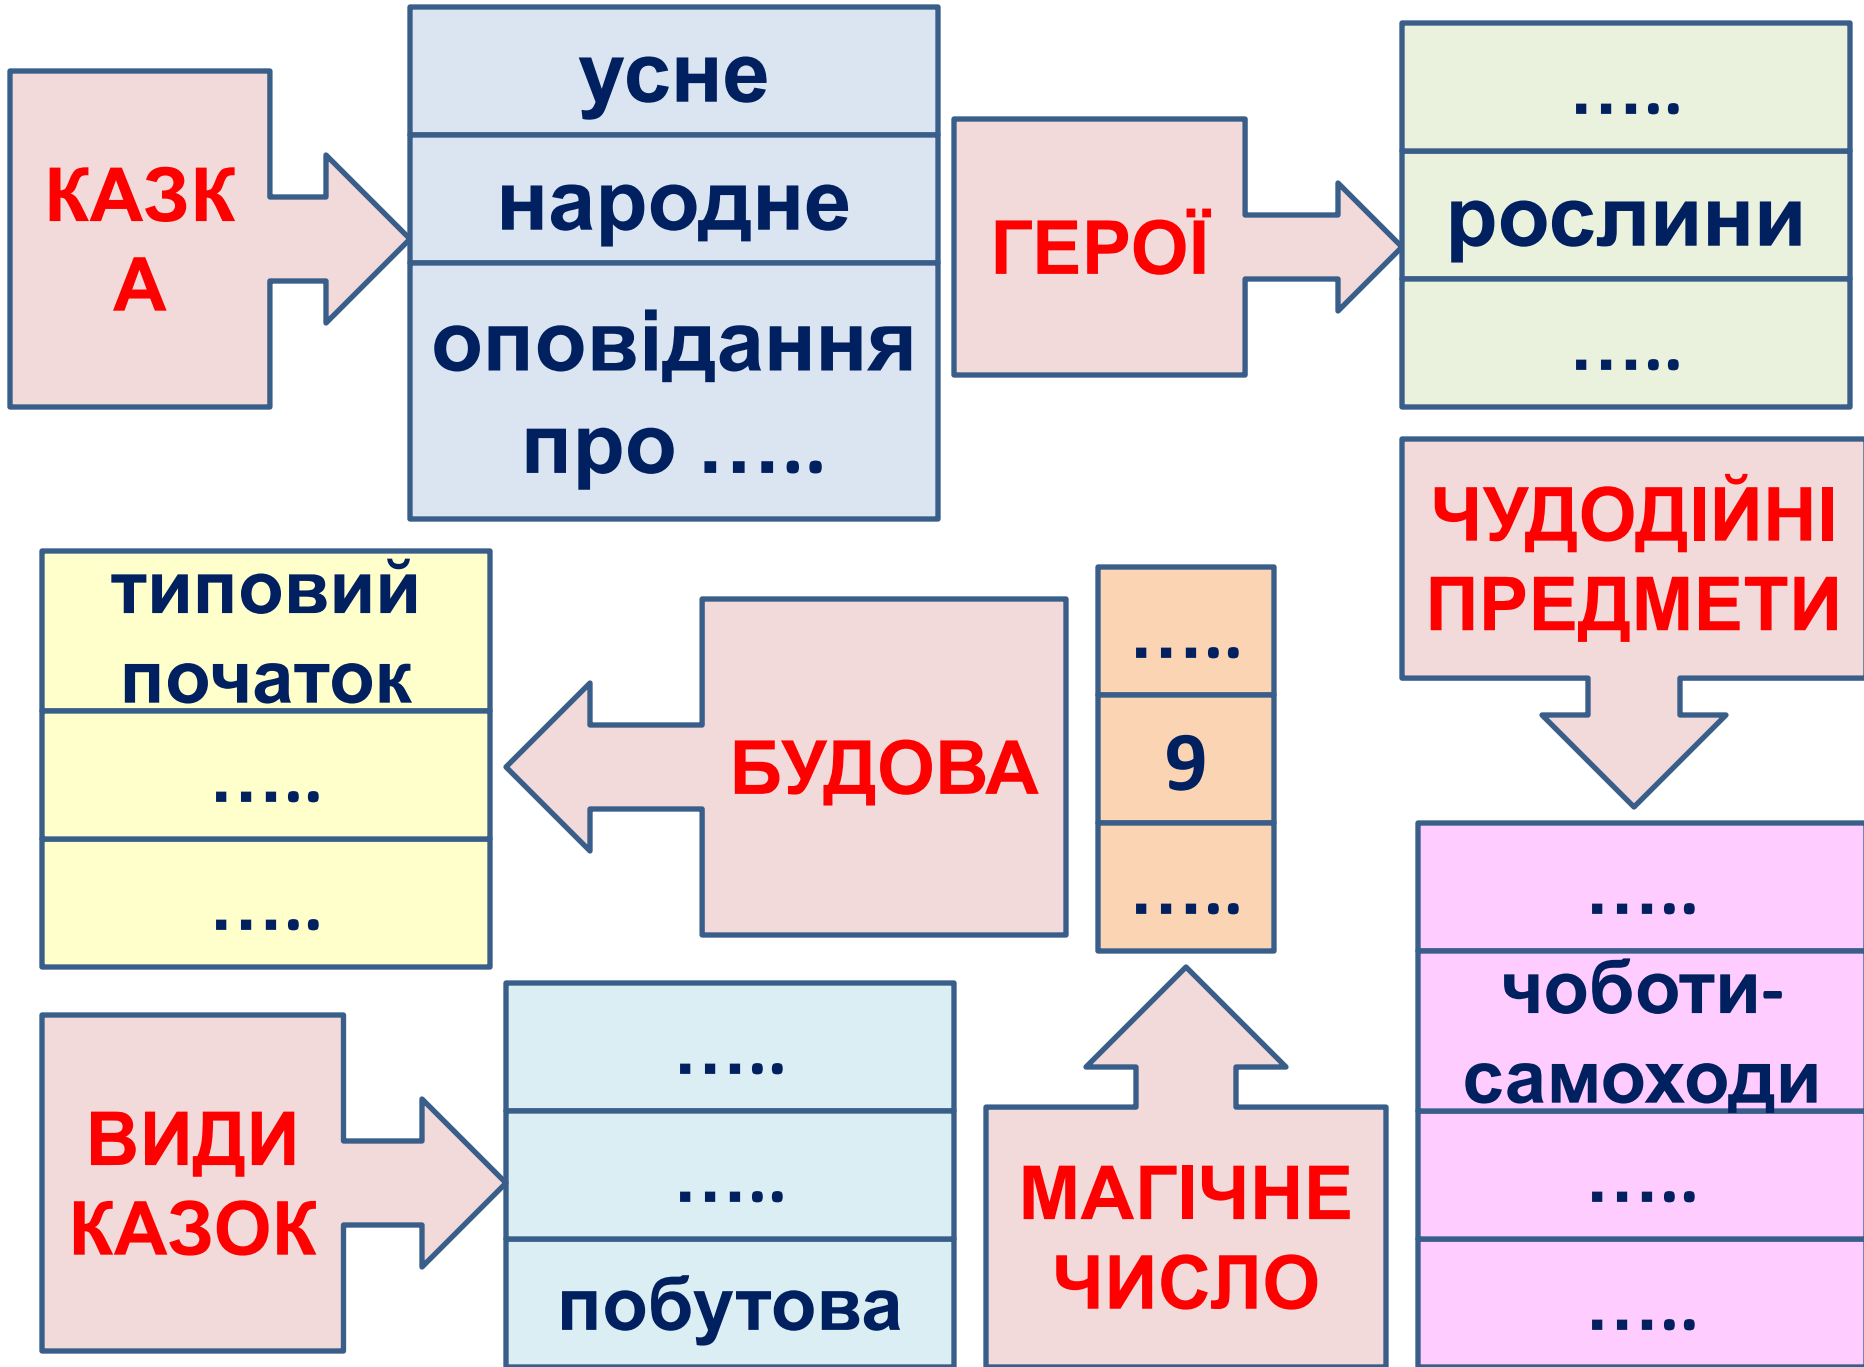 КАЗК
А
усне
народне
оповідання
про …..
ГЕРОЇ
…..
рослини
…..
ЧУДОДІЙНІ
ПРЕДМЕТИ
типовий
початок
…..
…..
БУДОВА
…..
9
…..
…..
чоботи-
самоходи
…..
…..
ВИДИ
КАЗОК
…..
…..
побутова
МАГІЧНЕ
ЧИСЛО